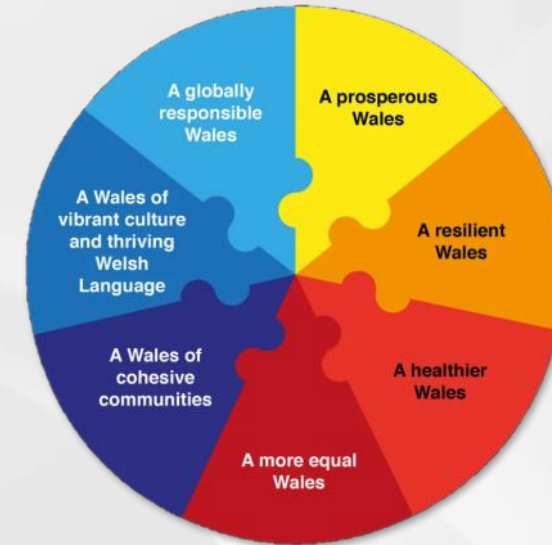 A prosperous
Wales
A resilient
Wales
A healthier
Wales
A more equal
Wales
A Wales of
cohesive
communities
A Wales of
vibrant culture
and thriving
Welsh
Language
A globally
responsible
Wales